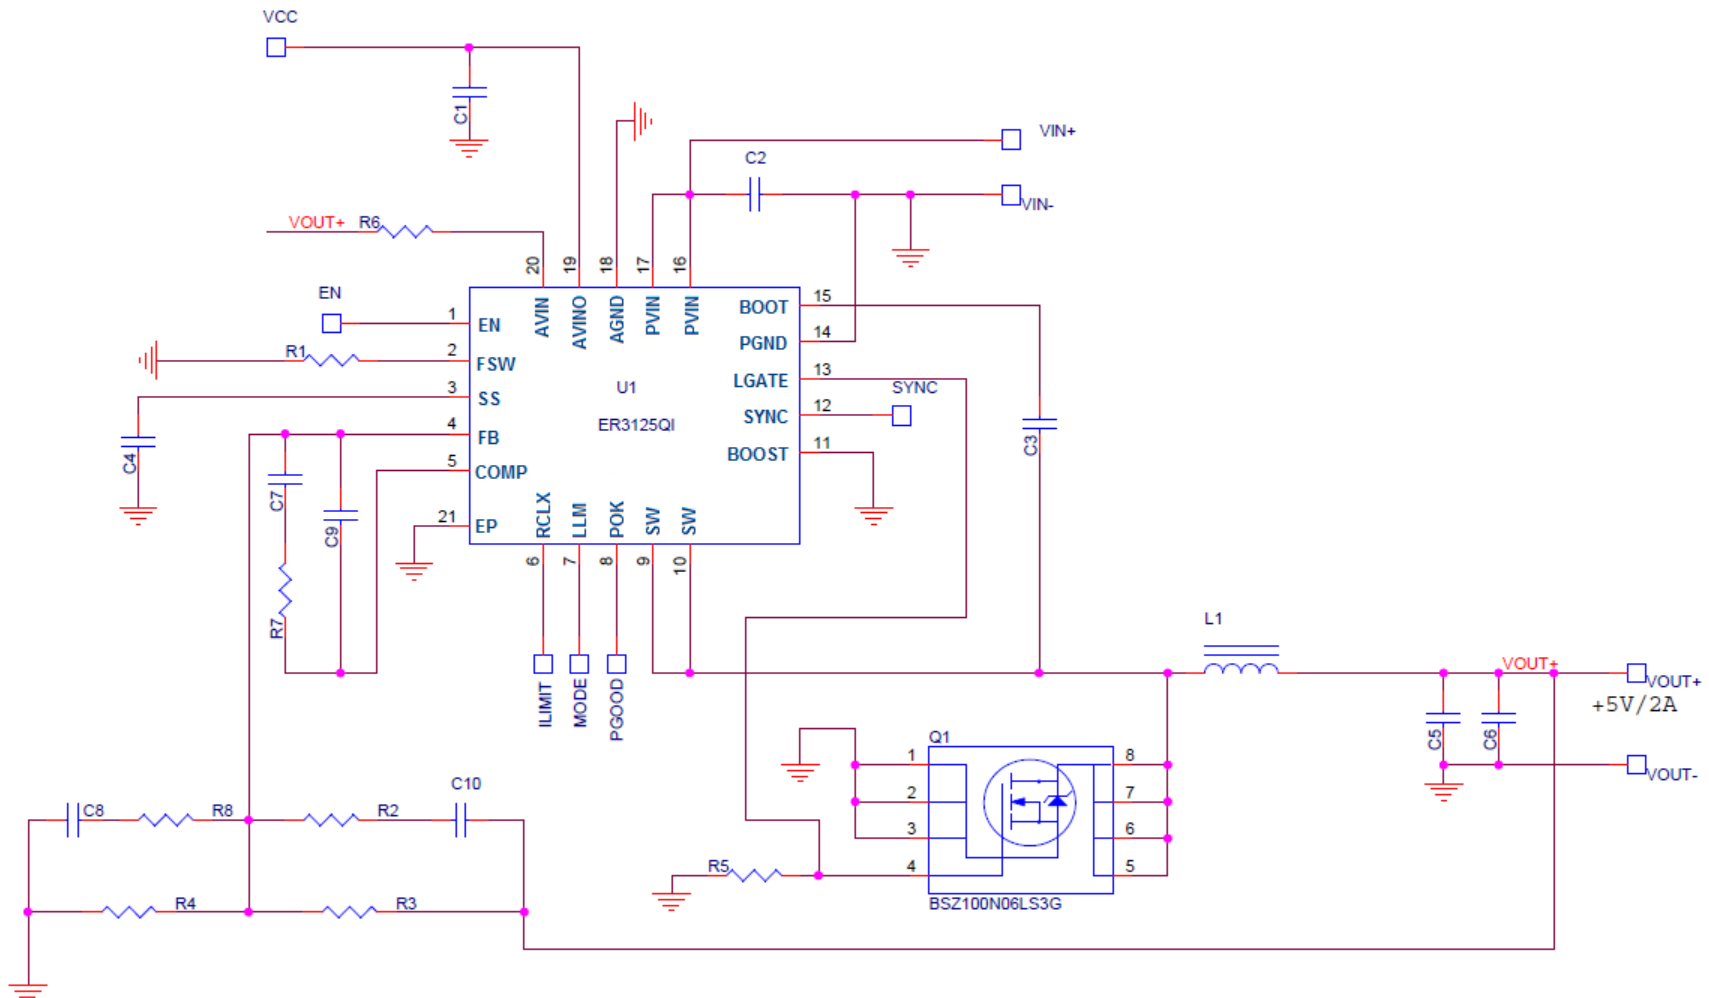 VCC
C1
VIN+
C2
VIN-
VOUT+ R6
20
19
18
17
16
EN
AVIN
AVINO
AGND
PVIN
PVIN
BOOT
15
1
EN
14
PGND
R1
2
FSW
LGATE
13
3
SS
U1
SYNC
SYNC
12
4
FB
ER3125QI
BOOST
11
C3
C4
5
COMP
C7
C9
21
EP
RCLX
LLM
POK
SW
SW
6
7
8
9
10
R7
ILIMIT
MODE
PGOOD
L1
VOUT+
VOUT+
+5V/2A
C5
C6
VOUT-
Q1
1
8
2
7
3
6
4
5
BSZ100N06LS3G
R5
C10
C8
R8
R2
R4
R3